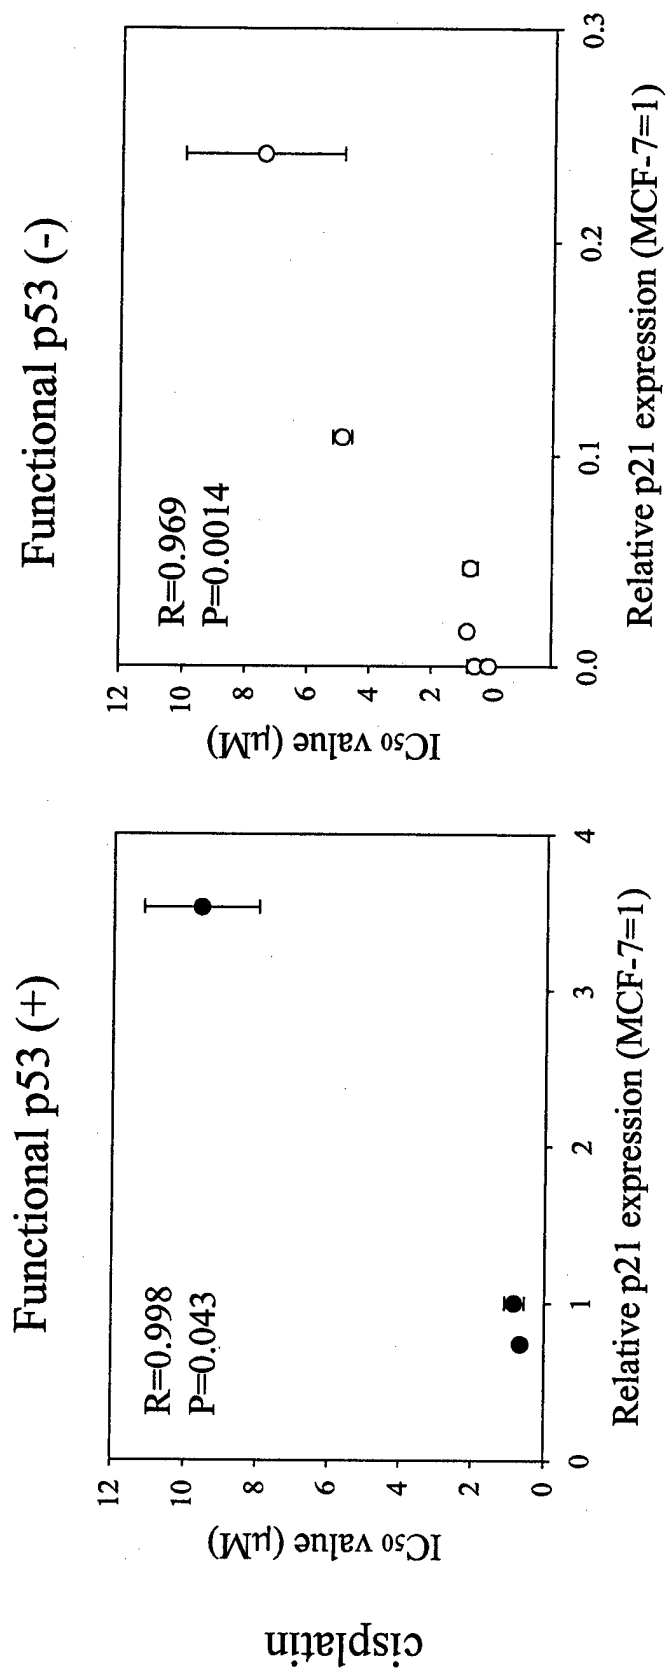 cisplatin
Functional p53 (+)
R=0.998
P=0.043
IC50 value (μM)
12
10
8
6
4
2
0
0 1 2 3 4
Relative p21 expression (MCF-7=1)
Functional p53 (-)
R=0.969
P=0.0014
IC50 value (μM)
12
10
8
6
4
2
0
0.0 0.1 0.2 0.3
Relative p21 expression (MCF-7=1)